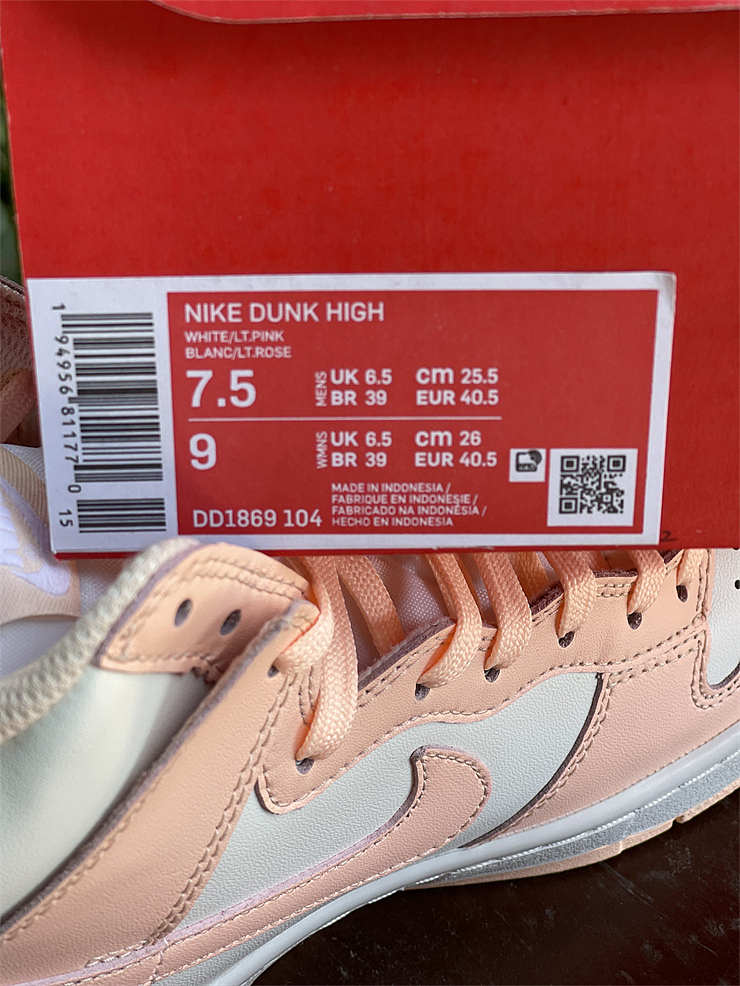 NIKE DUNK HIGH
WHITE/LT.PINK
BLANC/LT.ROSE
7.5 MENS UK 6.5 cm 25.5
BR 39 EUR 40.5
9 WMNS UK 6.5 cm 26
BR 39 EUR 40.5
MADE IN INDONESIA /
FABRIQUE EN INDONESIE /
FABRICADO NA INDONÉSIA /
DD1869 104 HECHO EN INDONESIA
1 94956 81177 0 15